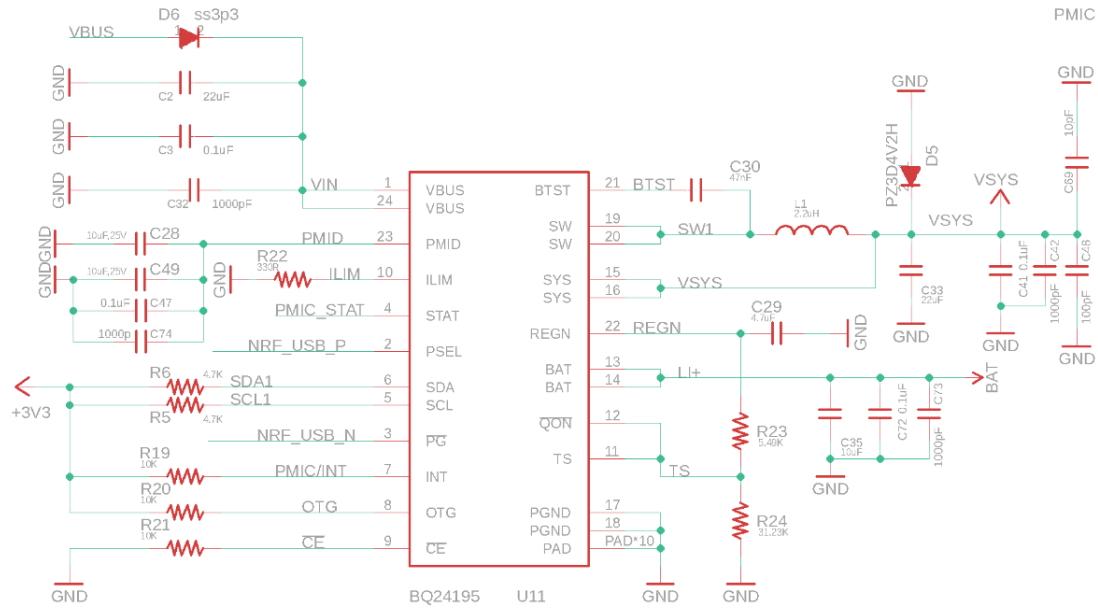 D6 ss3p3
PMIC
VBUS 1 2
GND
C2 22uF
GND
C3 0.1uF
GND
C32 1000pF
VIN 1 VBUS
24 VBUS
GND 10uF,25V C28 PMID 23 PMID
GND 10uF,25V C49
GND R22 330R ILIM 10 ILIM
0.1uF C47
1000p C74
PMIC_STAT 4 STAT
NRF_USB_P 2 PSEL
+3V3
R6 4.7K SDA1 6 SDA
R5 4.7K SCL1 5 SCL
NRF_USB_N 3 PG
R19 10K PMIC/INT 7 INT
R20 10K OTG 8 OTG
R21 10K CE 9 CE
GND
BQ24195 U11
BTST 21 BTST C30 47nF
SW 19
SW 20 SW1 L1 2.2uH
SYS 15
SYS 16 VSYS
REGN 22 REGN C29 4.7uF GND
BAT 13
BAT 14 LI+ BAT
QON 12
TS 11 TS
R23 5.49K
R24 31.23K
PGND 17
PGND 18
PAD PAD*10
GND
GND
GND
PZ3D4V2H D5
VSYS
VSYS
GND
10pF C69
C33 22uF
GND
C41 0.1uF
C42 1000pF
GND
C48 100pF
GND
C35 10uF
C72 0.1uF
C73 1000pF
GND